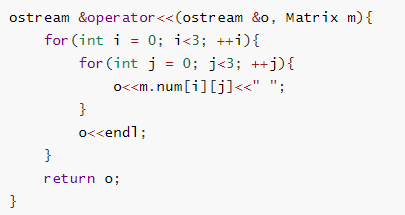 ostream &operator<<(ostream &o, Matrix m){
    for(int i = 0; i<3; ++i){
        for(int j = 0; j<3; ++j){
            o<<m.num[i][j]<<" ";
        }
        o<<endl;
    }
    return o;
}